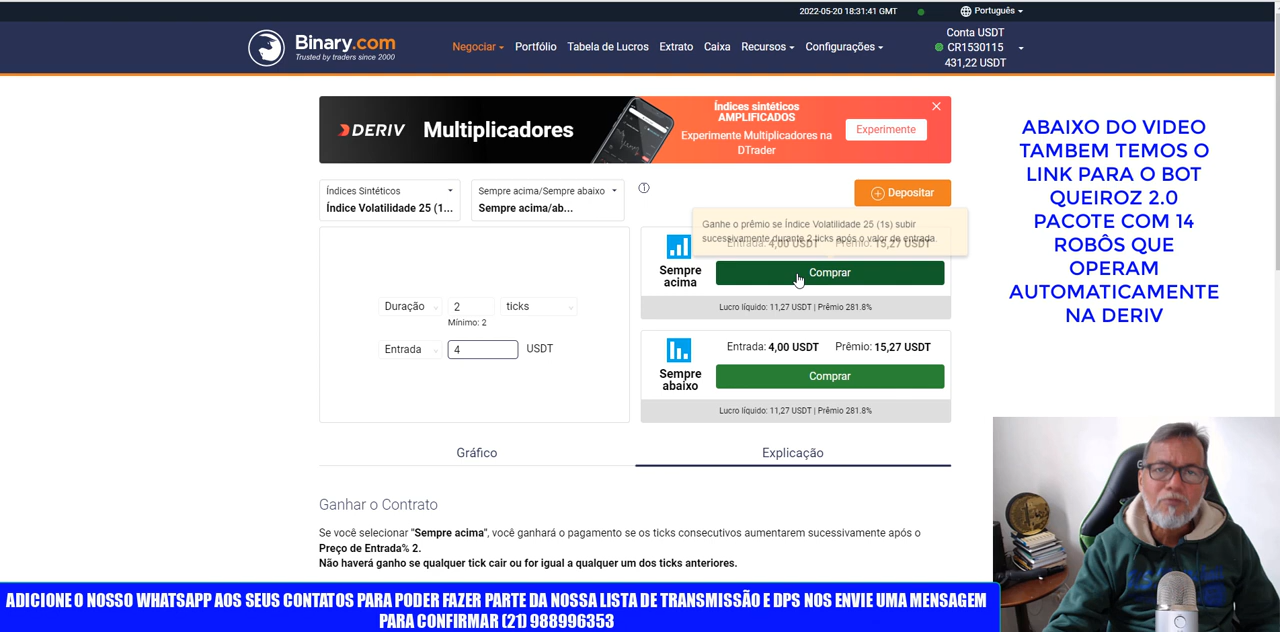 2022-05-20 18:31:41 GMT
Português
Binary.com
Trusted by traders since 2000
Negociar Portfólio Tabela de Lucros Extrato Caixa Recursos Configurações
Conta USDT
CR1530115
431,22 USDT
DERIV Multiplicadores
Índices sintéticos
AMPLIFICADOS
Experimente Multiplicadores na
DTrader
Experimente
Índices Sintéticos
Índice Volatilidade 25 (1...
Sempre acima/Sempre abaixo
Sempre acima/ab...
Depositar
Ganhe o prêmio se Índice Volatilidade 25 (1s) subir
sucessivamente durante 2 ticks após o valor de entrada.
Entrada: 4,00 USDT Prêmio: 15,27 USDT
Sempre
acima
Comprar
Lucro líquido: 11,27 USDT | Prêmio 281.8%
Duração 2 ticks
Mínimo: 2
Entrada 4 USDT
Entrada: 4,00 USDT Prêmio: 15,27 USDT
Sempre
abaixo
Comprar
Lucro líquido: 11,27 USDT | Prêmio 281.8%
Gráfico Explicação
Ganhar o Contrato
Se você selecionar "Sempre acima", você ganhará o pagamento se os ticks consecutivos aumentarem sucessivamente após o
Preço de Entrada% 2.
Não haverá ganho se qualquer tick cair ou for igual a qualquer um dos ticks anteriores.
ABAIXO DO VIDEO
TAMBEM TEMOS O
LINK PARA O BOT
QUEIROZ 2.0
PACOTE COM 14
ROBÔS QUE
OPERAM
AUTOMATICAMENTE
NA DERIV
ADICIONE O NOSSO WHATSAPP AOS SEUS CONTATOS PARA PODER FAZER PARTE DA NOSSA LISTA DE TRANSMISSÃO E DPS NOS ENVIE UMA MENSAGEM
PARA CONFIRMAR (21) 988996353